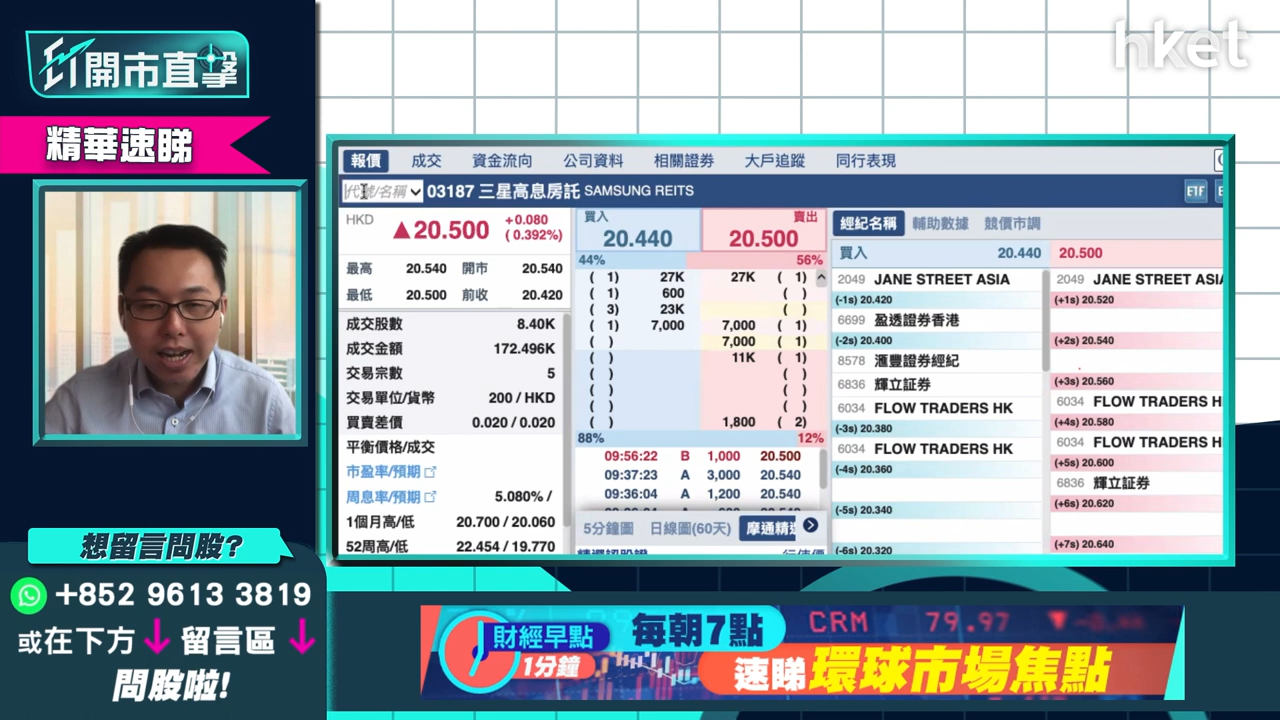 hket
EI開市直擊
精華速睇
報價 成交 資金流向 公司資料 相關證券 大戶追蹤 同行表現
代號/名稱 03187 三星高息房託 SAMSUNG REITS ETF
HKD ▲20.500 +0.080 (0.392%)
最高 20.540 開市 20.540
最低 20.500 前收 20.420
成交股數 8.40K
成交金額 172.496K
交易宗數 5
交易單位/貨幣 200 / HKD
買賣差價 0.020 / 0.020
平衡價格/成交
市盈率/預期
周息率/預期 5.080% /
1個月高/低 20.700 / 20.060
52周高/低 22.454 / 19.770
買入 20.440 賣出 20.500
44% 56%
( 1) 27K 27K ( 1)
( 1) 600 ( )
( 3) 23K ( )
( 1) 7,000 7,000 ( 1)
( ) 7,000 ( 1)
( ) 11K ( 1)
( ) ( )
( ) ( )
( ) ( )
( ) 1,800 ( 2)
88% 12%
09:56:22 B 1,000 20.500
09:37:23 A 3,000 20.540
09:36:04 A 1,200 20.540
5分鐘圖 日線圖(60天) 摩通精選
經紀名稱 輔助數據 競價市調
買入 20.440 20.500
2049 JANE STREET ASIA 2049 JANE STREET ASIA
(-1s) 20.420 (+1s) 20.520
6699 盈透證券香港
(-2s) 20.400 (+2s) 20.540
8578 滙豐證券經紀
6836 輝立証券 (+3s) 20.560
6034 FLOW TRADERS HK 6034 FLOW TRADERS H
(-3s) 20.380 (+4s) 20.580
6034 FLOW TRADERS HK 6034 FLOW TRADERS H
(-4s) 20.360 (+5s) 20.600
6836 輝立証券
(-5s) 20.340 (+6s) 20.620
(-6s) 20.320 (+7s) 20.640
想留言問股?
+852 9613 3819
或在下方↓留言區↓
問股啦!
財經早點
1分鐘
每朝7點
速睇環球市場焦點
CRM 79.97